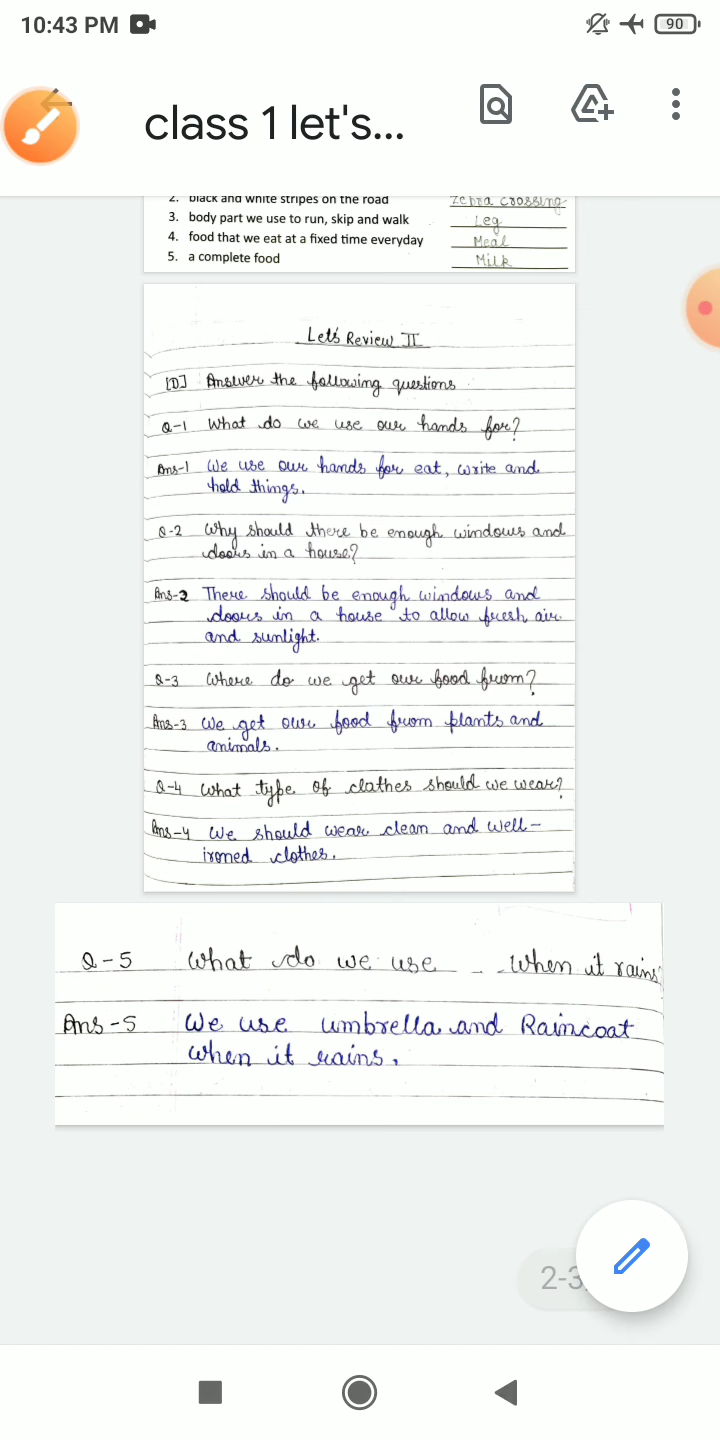 10:43 PM
90
class 1 let's...
2. black and white stripes on the road Zebra crossing
3. body part we use to run, skip and walk Leg
4. food that we eat at a fixed time everyday Meal
5. a complete food Milk
Let's Review II
[D] Answer the following questions
Q-1 What do we use our hands for?
Ans-1 We use our hands for eat, write and
hold things.
Q-2 Why should there be enough windows and
doors in a house?
Ans-2 There should be enough windows and
doors in a house to allow fresh air
and sunlight.
Q-3 Where do we get our food from?
Ans-3 We get our food from plants and
animals.
Q-4 What type of clothes should we wear?
Ans-4 We should wear clean and well-
ironed clothes.
Q-5 What do we use - - When it rains
Ans-5 We use umbrella and Raincoat
when it rains.
2-3